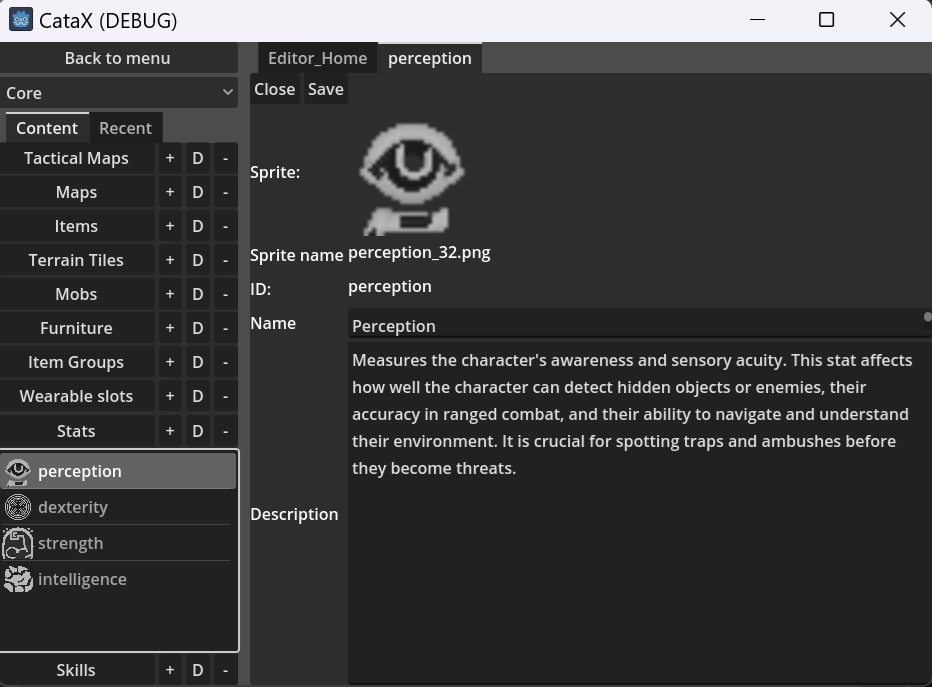 CataX (DEBUG)
Back to menu
Core
Content Recent
Tactical Maps + D -
Maps + D -
Items + D -
Terrain Tiles + D -
Mobs + D -
Furniture + D -
Item Groups + D -
Wearable slots + D -
Stats + D -
perception
dexterity
strength
intelligence
Skills + D -
Editor_Home perception
Close Save
Sprite:
Sprite name perception_32.png
ID: perception
Name Perception
Description
Measures the character's awareness and sensory acuity. This stat affects
how well the character can detect hidden objects or enemies, their
accuracy in ranged combat, and their ability to navigate and understand
their environment. It is crucial for spotting traps and ambushes before
they become threats.